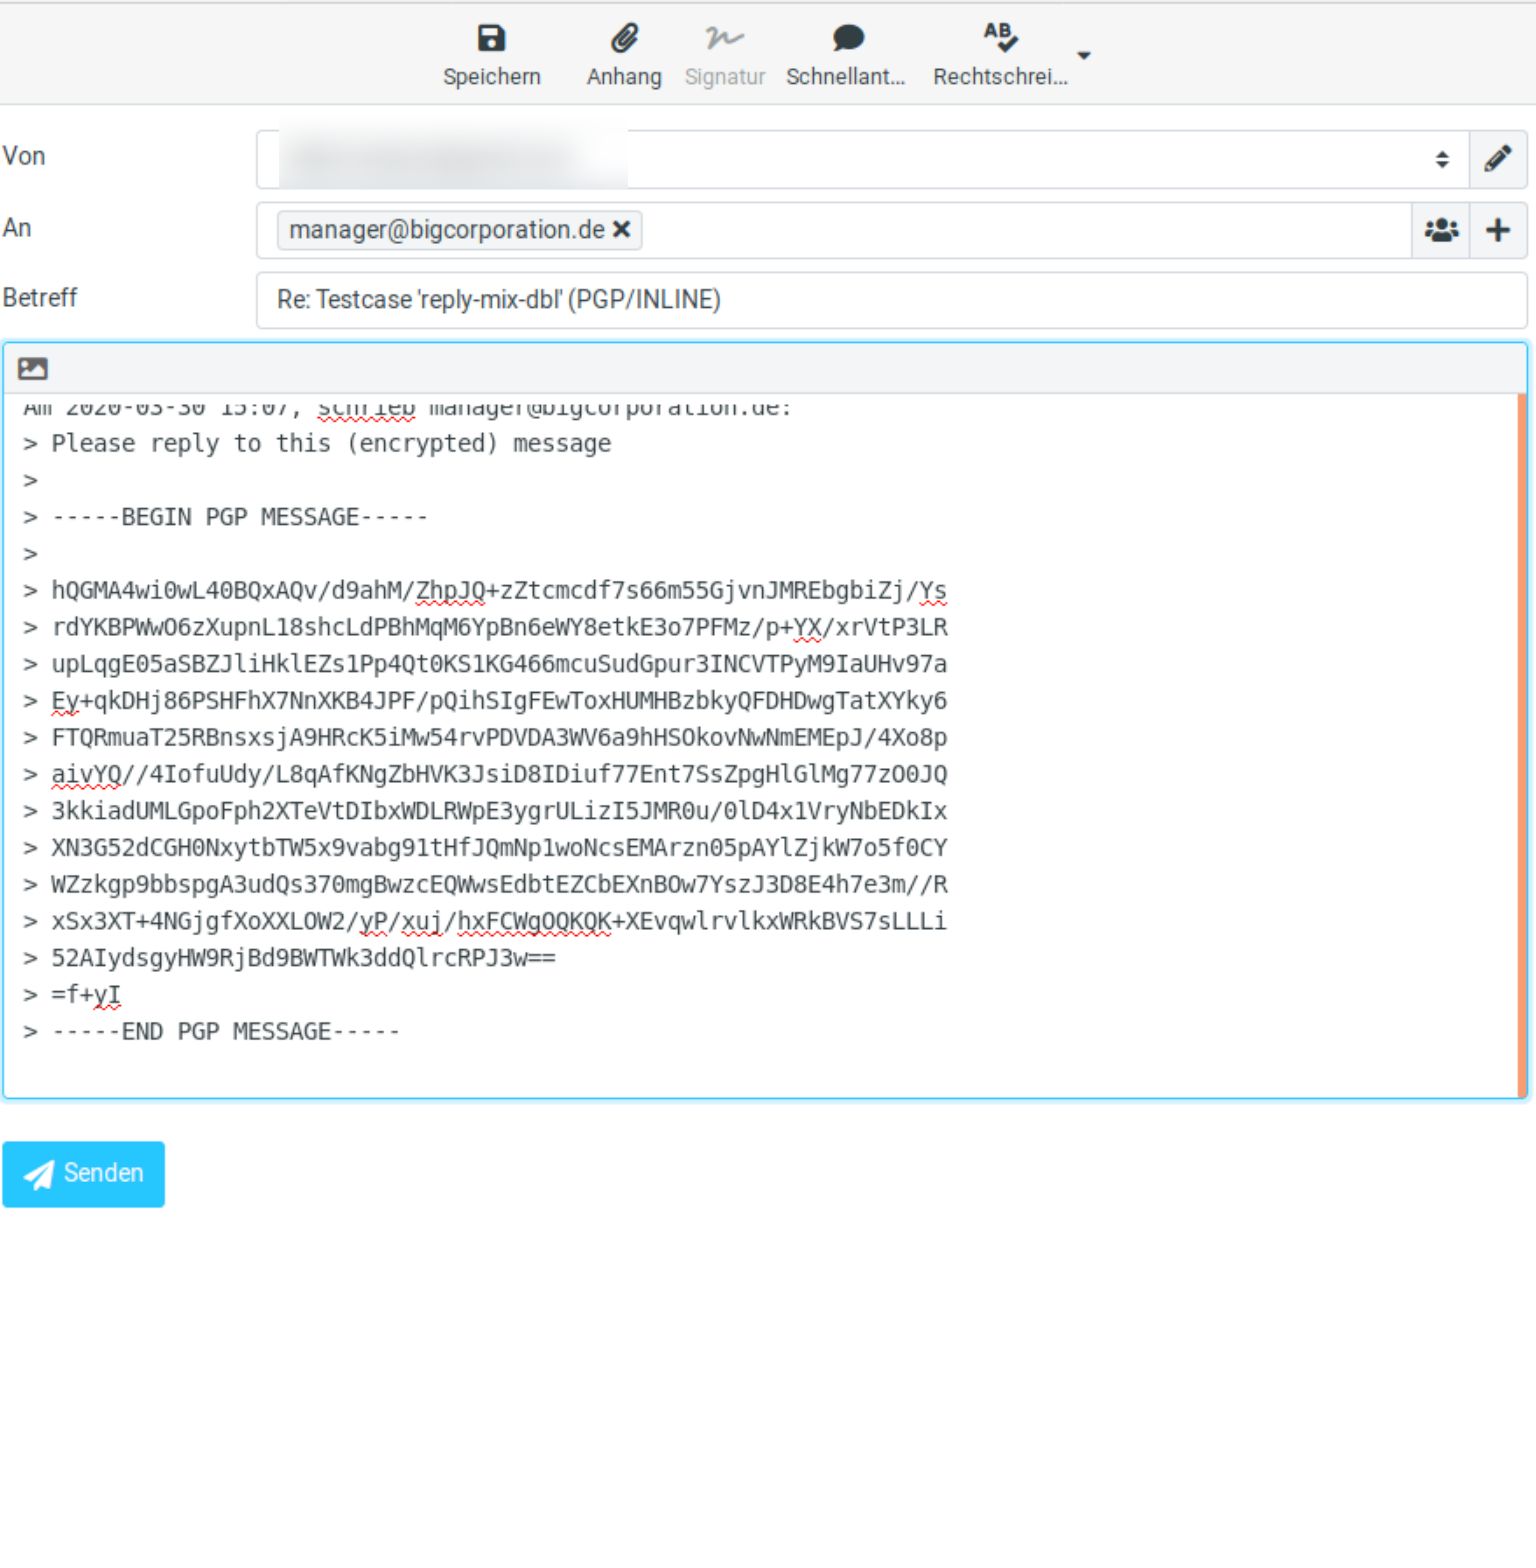 Speichern Anhang Signatur Schnellant... Rechtschrei...
Von
An manager@bigcorporation.de
Betreff Re: Testcase 'reply-mix-dbl' (PGP/INLINE)
Am 2020-03-30 15:07, schrieb manager@bigcorporation.de:
> Please reply to this (encrypted) message
>
> -----BEGIN PGP MESSAGE-----
>
> hQGMA4wi0wL40BQxAQv/d9ahM/ZhpJQ+zZtcmcdf7s66m55GjvnJMREbgbiZj/Ys
> rdYKBPWwO6zXupnL18shcLdPBhMqM6YpBn6eWY8etkE3o7PFMz/p+YX/xrVtP3LR
> upLqgE05aSBZJliHklEZs1Pp4Qt0KS1KG466mcuSudGpur3INCVTPyM9IaUHv97a
> Ey+qkDHj86PSHFhX7NnXKB4JPF/pQihSIgFEwToxHUMHBzbkyQFDHDwgTatXYky6
> FTQRmuaT25RBnsxsjA9HRcK5iMw54rvPDVDA3WV6a9hHSOkovNwNmEMEpJ/4Xo8p
> aivYQ//4IofuUdy/L8qAfKNgZbHVK3JsiD8IDiuf77Ent7SsZpgHlGlMg77zO0JQ
> 3kkiadUMLGpoFph2XTeVtDIbxWDLRWpE3ygrULizI5JMR0u/0lD4x1VryNbEDkIx
> XN3G52dCGH0NxytbTW5x9vabg91tHfJQmNp1woNcsEMArzn05pAYlZjkW7o5f0CY
> WZzkgp9bbspgA3udQs370mgBwzcEQWwsEdbtEZCbEXnBOw7YszJ3D8E4h7e3m//R
> xSx3XT+4NGjgfXoXXLOW2/yP/xuj/hxFCWgOQKQK+XEvqwlrvlkxWRkBVS7sLLLi
> 52AIydsgyHW9RjBd9BWTWk3ddQlrcRPJ3w==
> =f+yI
> -----END PGP MESSAGE-----
Senden